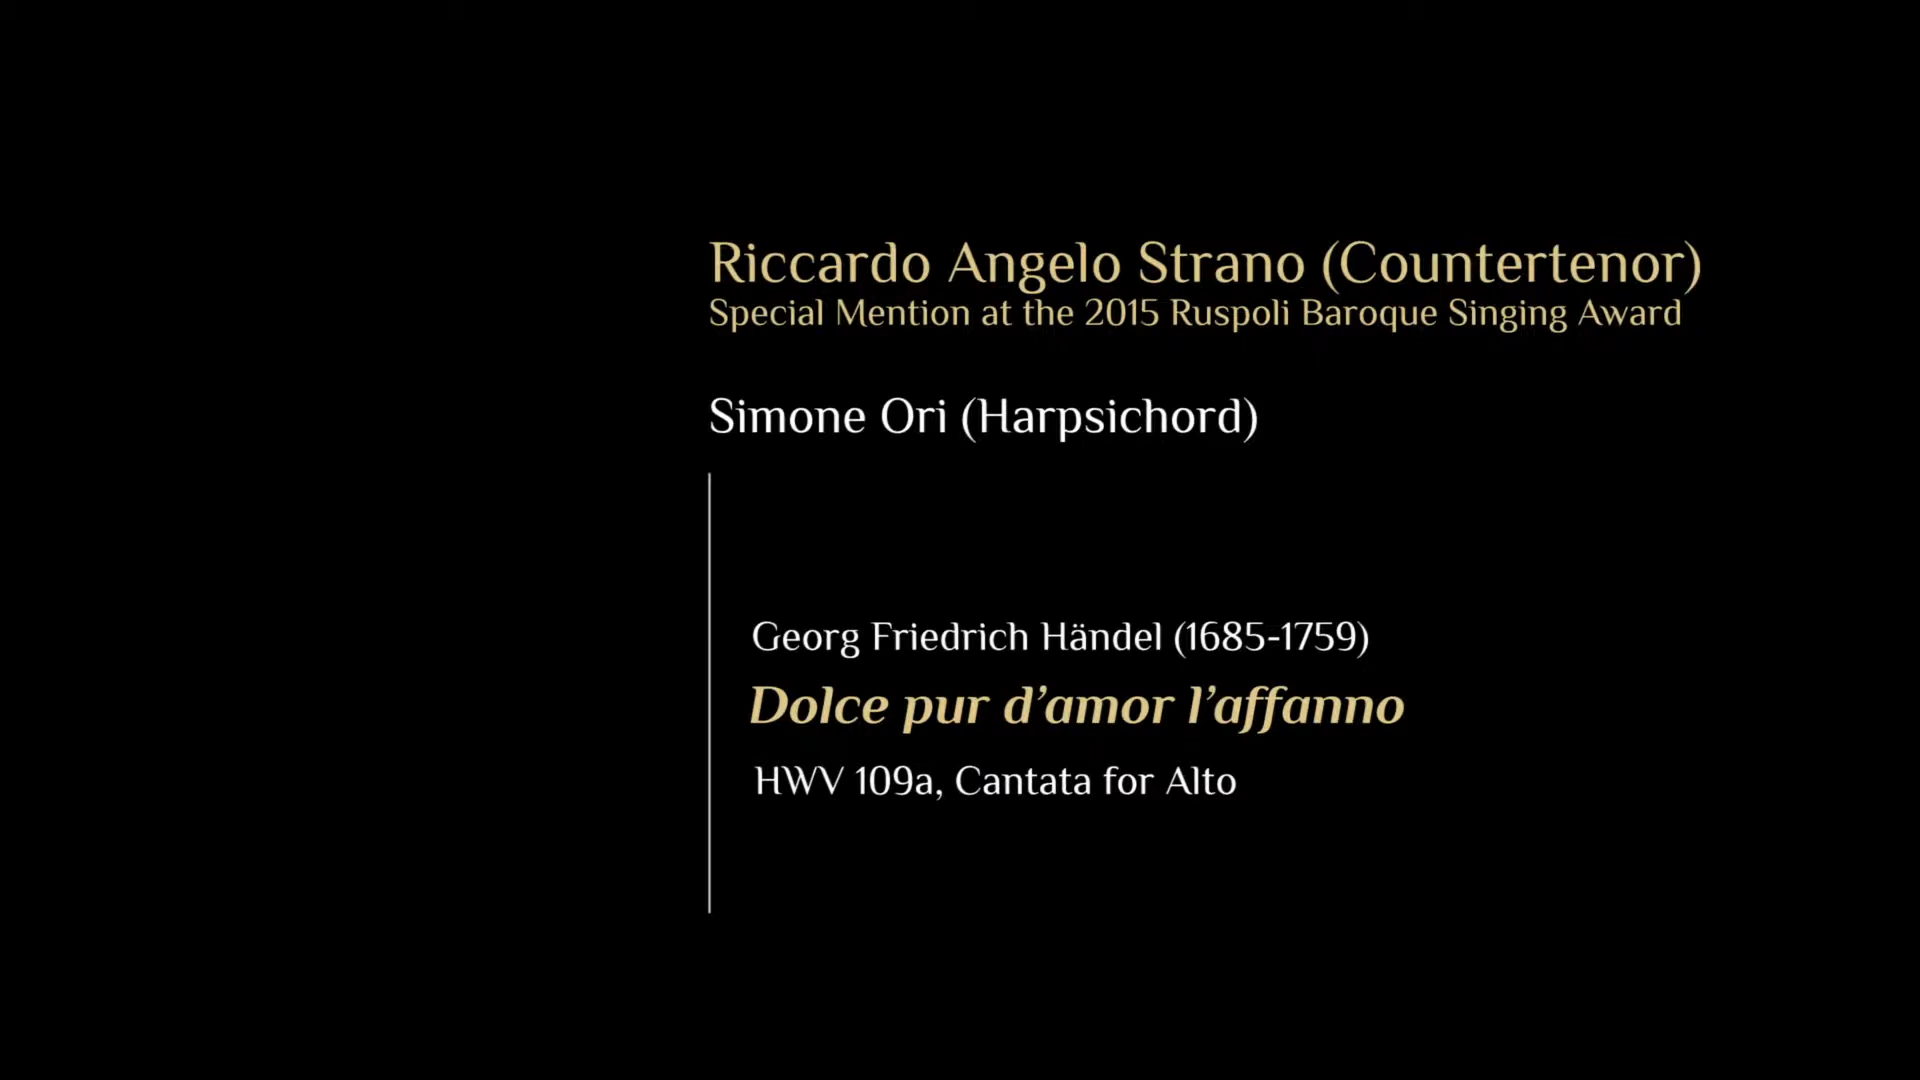 Riccardo Angelo Strano (Countertenor)
Special Mention at the 2015 Ruspoli Baroque Singing Award
Simone Ori (Harpsichord)
Georg Friedrich Händel (1685-1759)
Dolce pur d’amor l’affanno
HWV 109a, Cantata for Alto